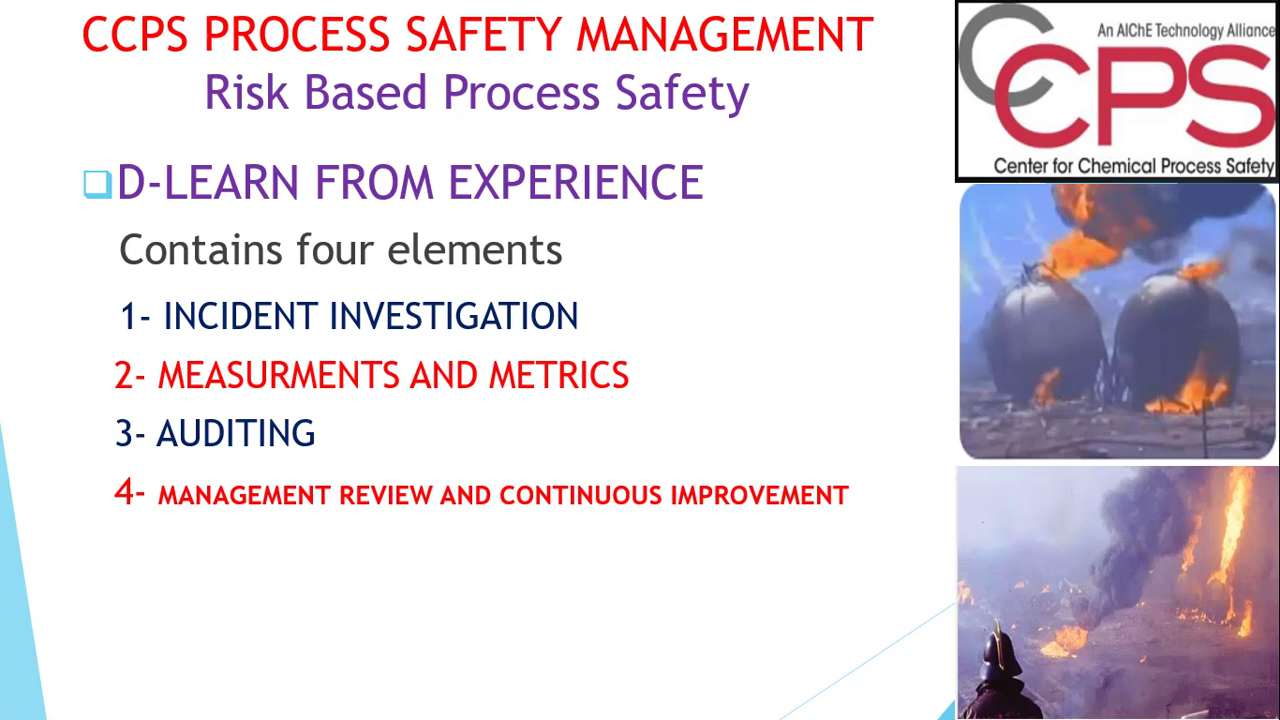 CCPS PROCESS SAFETY MANAGEMENT
Risk Based Process Safety
D-LEARN FROM EXPERIENCE
Contains four elements
1- INCIDENT INVESTIGATION
2- MEASURMENTS AND METRICS
3- AUDITING
4- MANAGEMENT REVIEW AND CONTINUOUS IMPROVEMENT
An AIChE Technology Alliance
CCPS
Center for Chemical Process Safety